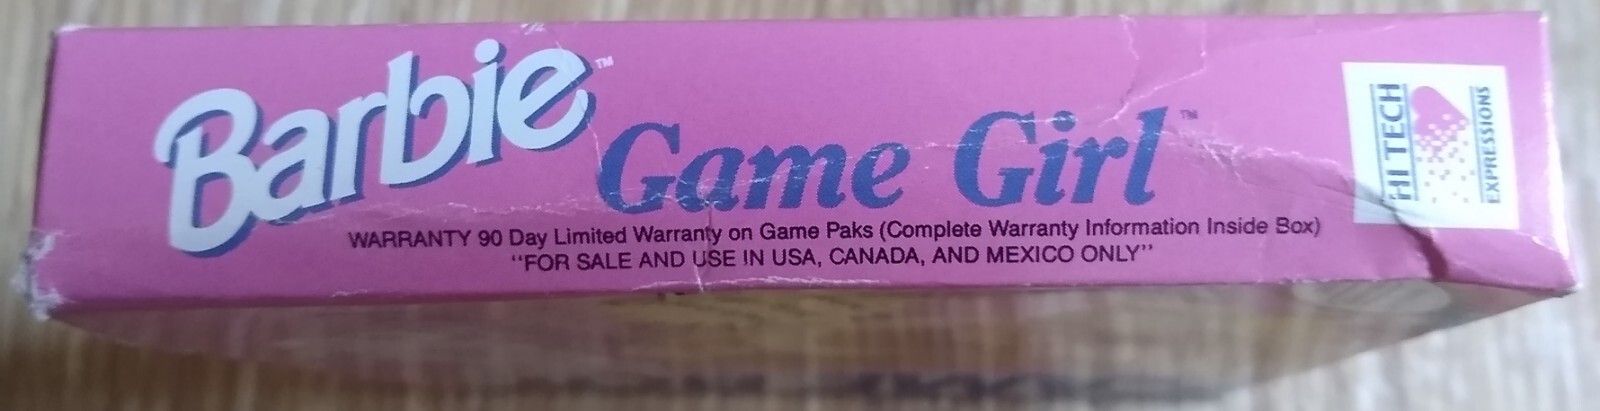 Barbie™
Game Girl™
WARRANTY 90 Day Limited Warranty on Game Paks (Complete Warranty Information Inside Box)
"FOR SALE AND USE IN USA, CANADA, AND MEXICO ONLY"
HI TECH
EXPRESSIONS